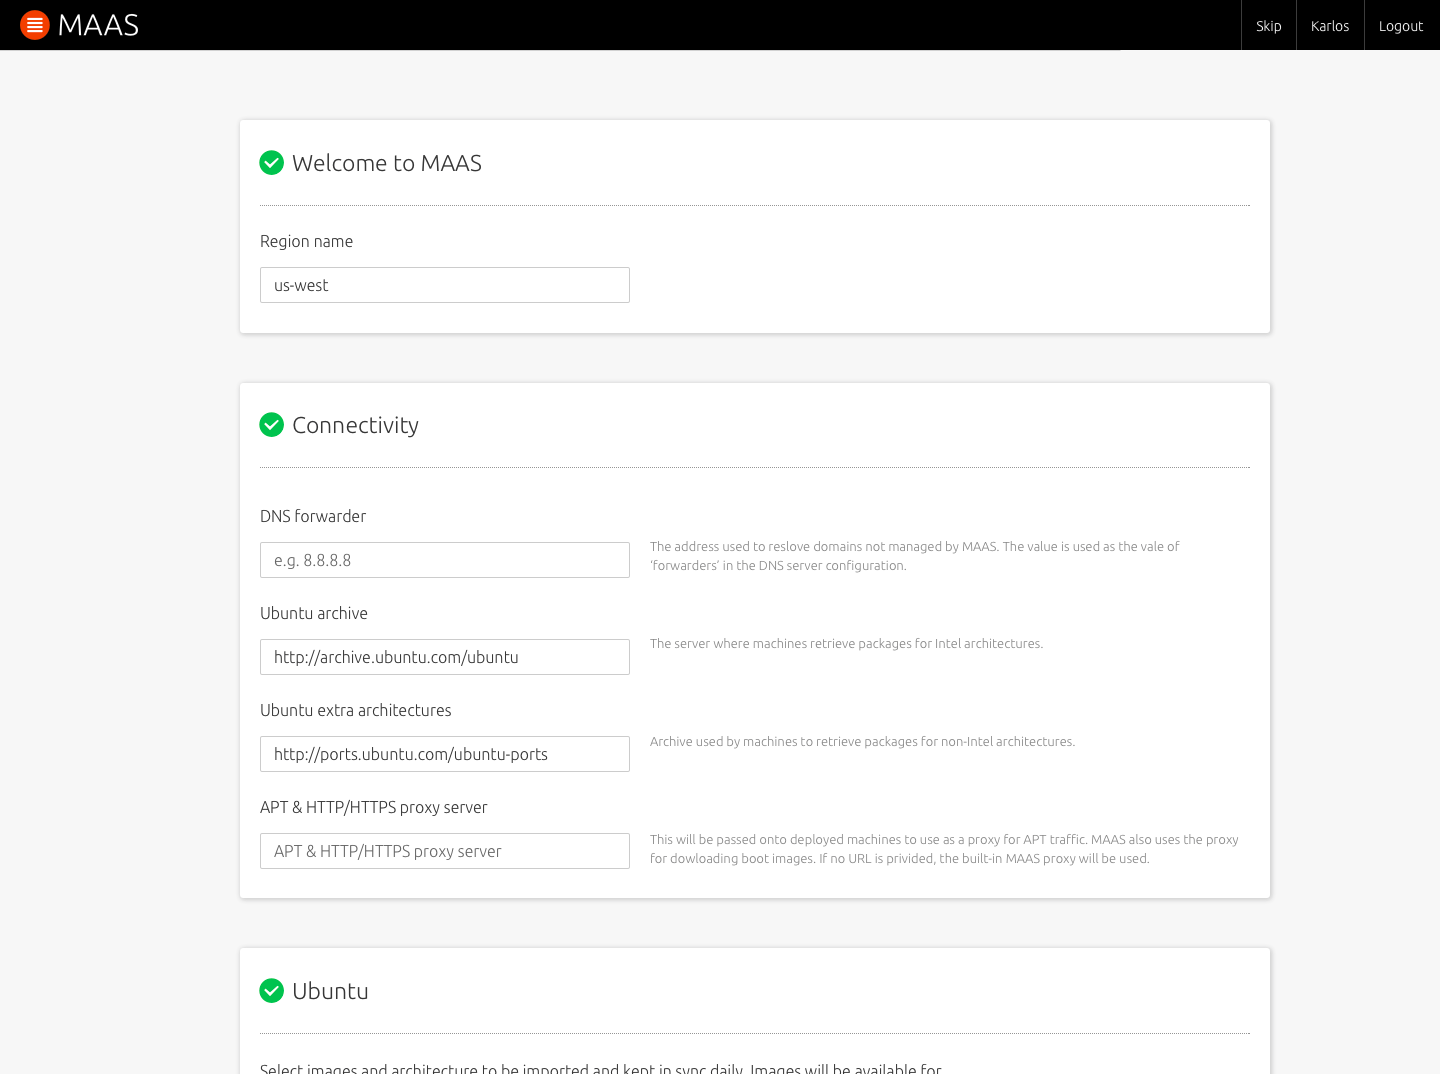 MAAS
Skip
Karlos
Logout
Welcome to MAAS
Region name
us-west
Connectivity
DNS forwarder
e.g. 8.8.8.8
The address used to reslove domains not managed by MAAS. The value is used as the vale of
‘forwarders’ in the DNS server configuration.
Ubuntu archive
http://archive.ubuntu.com/ubuntu
The server where machines retrieve packages for Intel architectures.
Ubuntu extra architectures
http://ports.ubuntu.com/ubuntu-ports
Archive used by machines to retrieve packages for non-Intel architectures.
APT & HTTP/HTTPS proxy server
APT & HTTP/HTTPS proxy server
This will be passed onto deployed machines to use as a proxy for APT traffic. MAAS also uses the proxy
for dowloading boot images. If no URL is privided, the built-in MAAS proxy will be used.
Ubuntu
Select images and architecture to be imported and kept in sync daily. Images will be available for